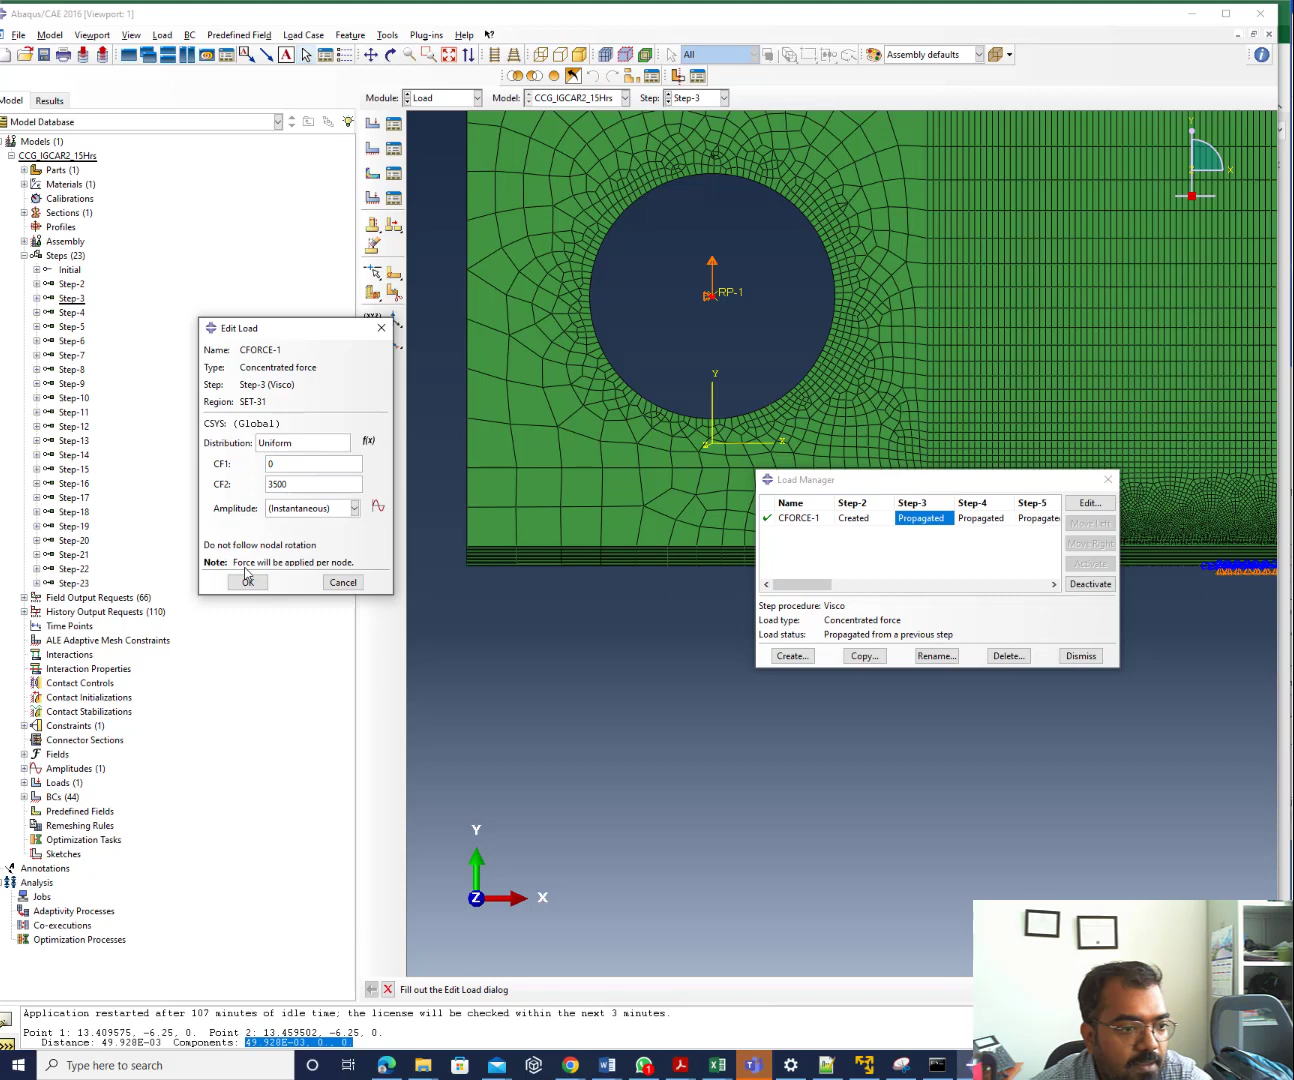 Abaqus/CAE 2016 [Viewport: 1]
File Model Viewport View Load BC Predefined Field Load Case Feature Tools Plug-ins Help
All
Assembly defaults
Model Results
Module: Load Model: CCG_IGCAR2_15Hrs Step: Step-3
Model Database
Models (1)
CCG_IGCAR2_15Hrs
Parts (1)
Materials (1)
Calibrations
Sections (1)
Profiles
Assembly
Steps (23)
Initial
Step-2
Step-3
Step-4
Step-5
Step-6
Step-7
Step-8
Step-9
Step-10
Step-11
Step-12
Step-13
Step-14
Step-15
Step-16
Step-17
Step-18
Step-19
Step-20
Step-21
Step-22
Step-23
Field Output Requests (66)
History Output Requests (110)
Time Points
ALE Adaptive Mesh Constraints
Interactions
Interaction Properties
Contact Controls
Contact Initializations
Contact Stabilizations
Constraints (1)
Connector Sections
Fields
Amplitudes (1)
Loads (1)
BCs (44)
Predefined Fields
Remeshing Rules
Optimization Tasks
Sketches
Annotations
Analysis
Jobs
Adaptivity Processes
Co-executions
Optimization Processes
Edit Load
Name: CFORCE-1
Type: Concentrated force
Step: Step-3 (Visco)
Region: SET-31
CSYS: (Global)
Distribution: Uniform f(x)
CF1: 0
CF2: 3500
Amplitude: (Instantaneous)
Do not follow nodal rotation
Note: Force will be applied per node.
OK Cancel
RP-1
Y
X
Z
Y
X
Load Manager
Name Step-2 Step-3 Step-4 Step-5 Edit...
CFORCE-1 Created Propagated Propagated Propagate
Move Left
Move Right
Activate
Deactivate
Step procedure: Visco
Load type: Concentrated force
Load status: Propagated from a previous step
Create... Copy... Rename... Delete... Dismiss
Y
Z X
Fill out the Edit Load dialog
Application restarted after 107 minutes of idle time; the license will be checked within the next 3 minutes.
Point 1: 13.409575, -6.25, 0. Point 2: 13.459502, -6.25, 0.
Distance: 49.928E-03 Components: 49.928E-03, 0., 0.
>>>
Type here to search